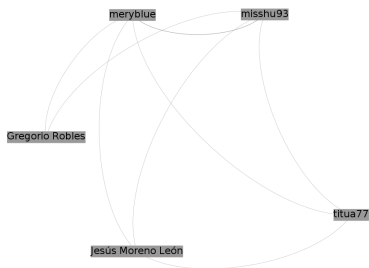 meryblue
misshu93
Gregorio Robles
titua77
Jesús Moreno León